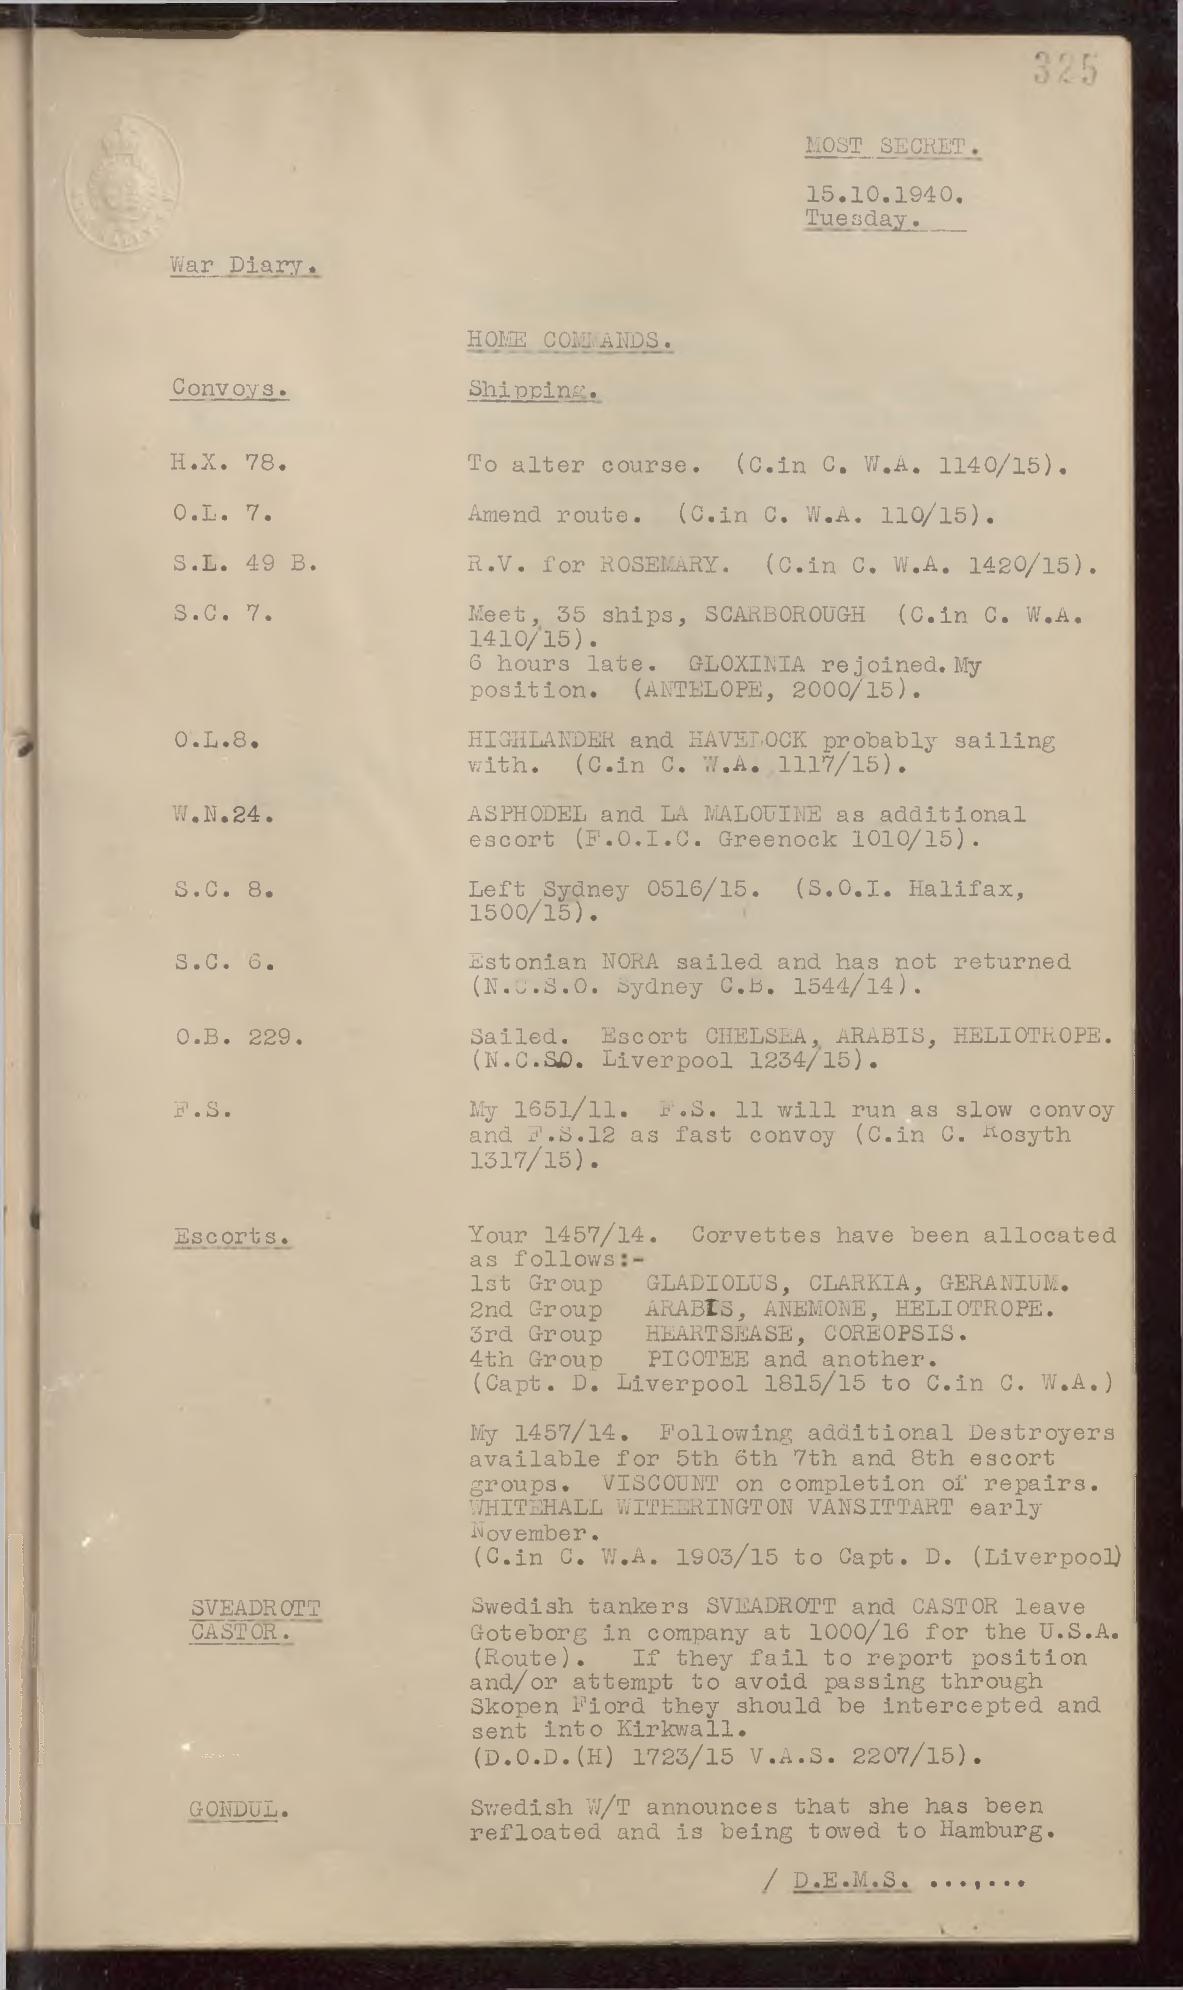 325
MOST SECRET.
15.10.1940.
Tuesday.
War Diary.
HOME COMMANDS.
Convoys. Shipping.
H.X. 78. To alter course. (C.in C. W.A. 1140/15).
O.L. 7. Amend route. (C.in C. W.A. 110/15).
S.L. 49 B. R.V. for ROSEMARY. (C.in C. W.A. 1420/15).
S.C. 7. Meet, 35 ships, SCARBOROUGH (C.in C. W.A.
1410/15).
6 hours late. GLOXINIA rejoined. My
position. (ANTELOPE, 2000/15).
O.L.8. HIGHLANDER and HAVELOCK probably sailing
with. (C.in C. W.A. 1117/15).
W.N.24. ASPHODEL and LA MALOUINE as additional
escort (F.O.I.C. Greenock 1010/15).
S.C. 8. Left Sydney 0516/15. (S.O.I. Halifax,
1500/15).
S.C. 6. Estonian NORA sailed and has not returned
(N.C.S.O. Sydney C.B. 1544/14).
O.B. 229. Sailed. Escort CHELSEA, ARABIS, HELIOTROPE.
(N.C.SO. Liverpool 1234/15).
F.S. My 1651/11. F.S. 11 will run as slow convoy
and F.S.12 as fast convoy (C.in C. Rosyth
1317/15).
Escorts. Your 1457/14. Corvettes have been allocated
as follows:-
1st Group GLADIOLUS, CLARKIA, GERANIUM.
2nd Group ARABIS, ANEMONE, HELIOTROPE.
3rd Group HEARTSEASE, COREOPSIS.
4th Group PICOTEE and another.
(Capt. D. Liverpool 1815/15 to C.in C. W.A.)
My 1457/14. Following additional Destroyers
available for 5th 6th 7th and 8th escort
groups. VISCOUNT on completion of repairs.
WHITEHALL WITHERINGTON VANSITTART early
November.
(C.in C. W.A. 1903/15 to Capt. D. (Liverpool)
SVEADROTT Swedish tankers SVEADROTT and CASTOR leave
CASTOR. Goteborg in company at 1000/16 for the U.S.A.
(Route). If they fail to report position
and/or attempt to avoid passing through
Skopen Fiord they should be intercepted and
sent into Kirkwall.
(D.O.D.(H) 1723/15 V.A.S. 2207/15).
GONDUL. Swedish W/T announces that she has been
refloated and is being towed to Hamburg.
/ D.E.M.S. ...,...